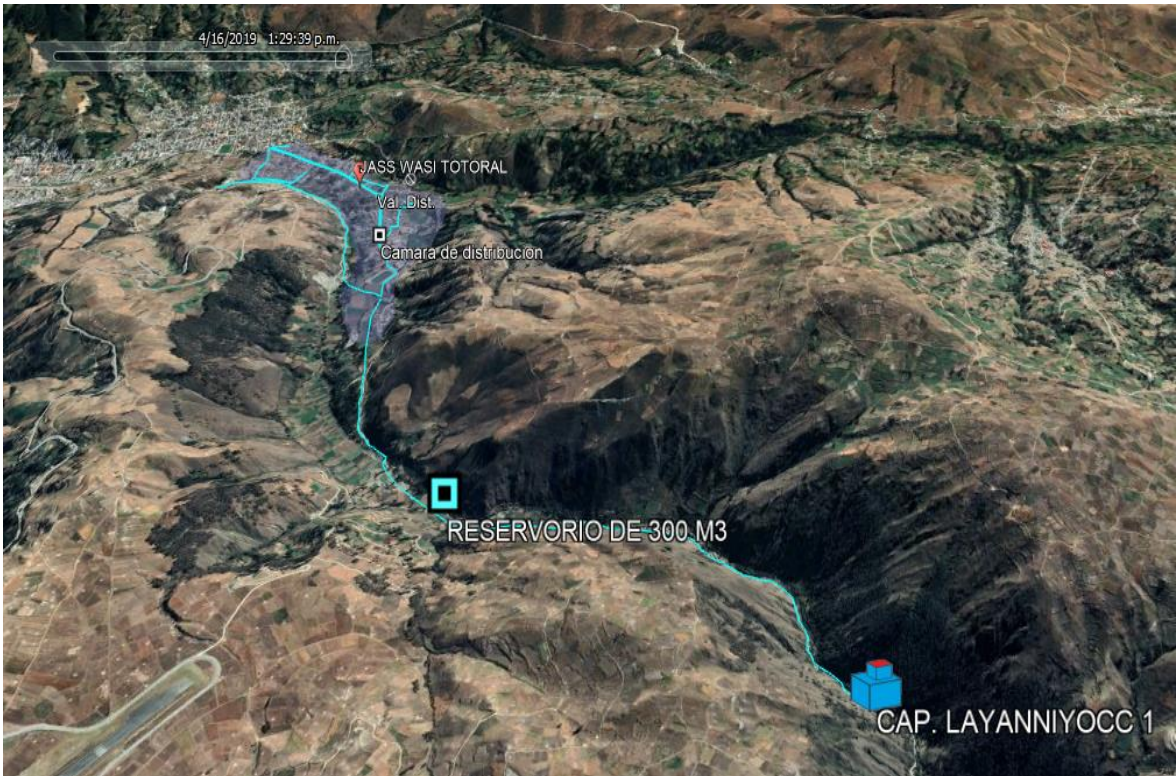 4/16/2019 1:29:39 p.m.
JASS WASI TOTORAL
Val. Dist.
Camara de distribucion
RESERVORIO DE 300 M3
CAP. LAYANNIYOCC 1